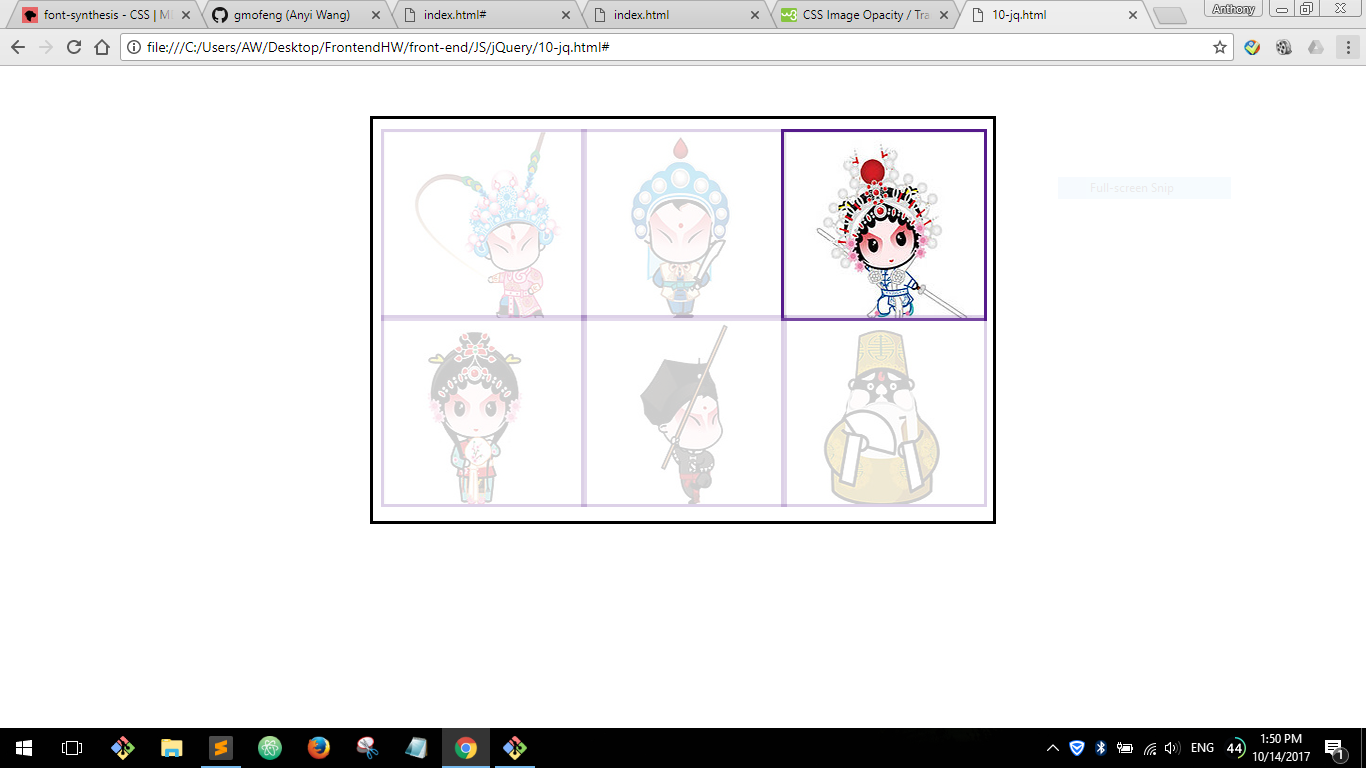 font-synthesis - CSS | M
gmofeng (Anyi Wang)
index.html#
index.html
CSS Image Opacity / Tra
10-jq.html
Anthony
file:///C:/Users/AW/Desktop/FrontendHW/front-end/JS/jQuery/10-jq.html#
Full-screen Snip
ENG
44
1:50 PM
10/14/2017
1